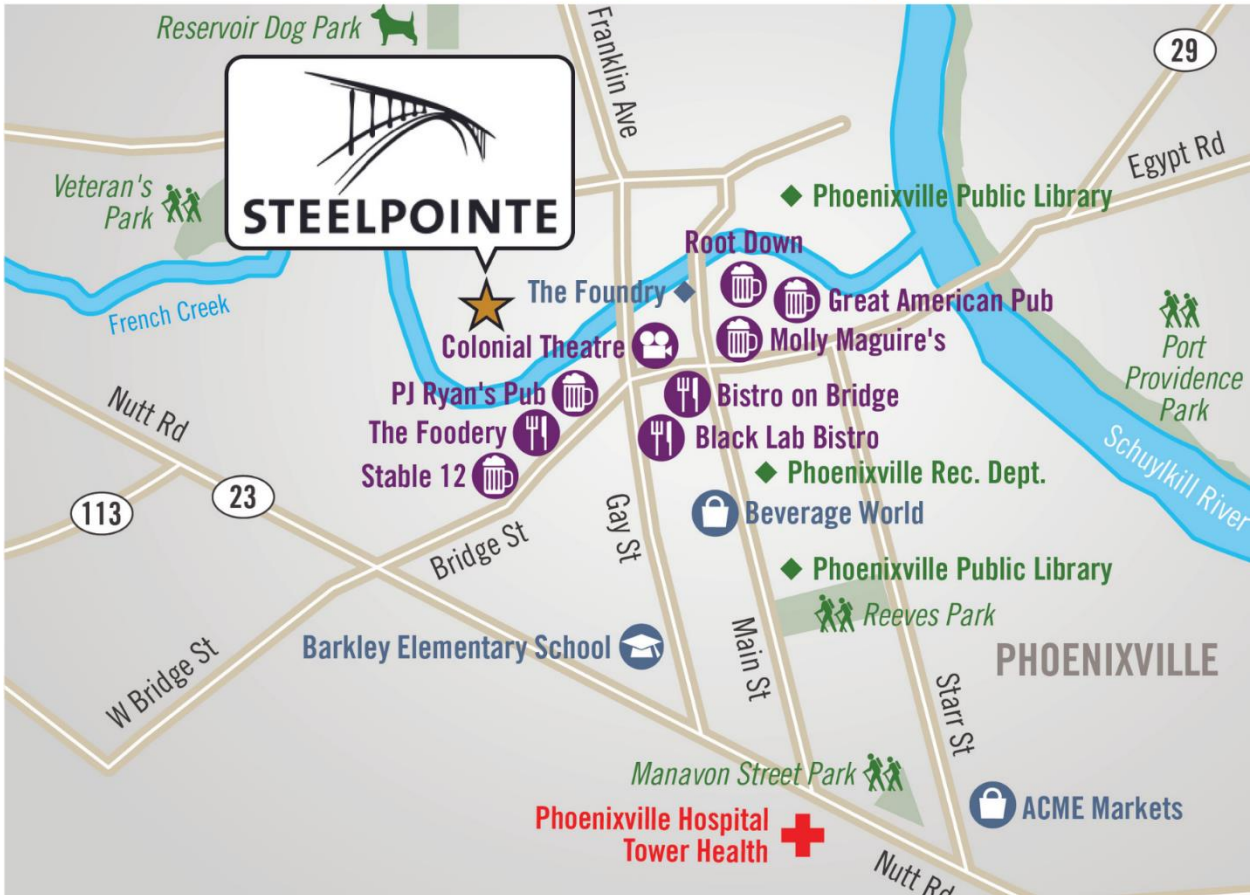 Reservoir Dog Park
Franklin Ave
29
STEELPOINTE
Veteran's
Park
Egypt Rd
Phoenixville Public Library
Root Down
French Creek
The Foundry
Great American Pub
Colonial Theatre
Molly Maguire's
Port
Providence
Park
PJ Ryan's Pub
Bistro on Bridge
Nutt Rd
The Foodery
Black Lab Bistro
Schuylkill River
Stable 12
Phoenixville Rec. Dept.
23
113
Gay St
Beverage World
Bridge St
Phoenixville Public Library
Reeves Park
Barkley Elementary School
Main St
PHOENIXVILLE
W Bridge St
Starr St
Manavon Street Park
ACME Markets
Phoenixville Hospital
Tower Health
Nutt Rd